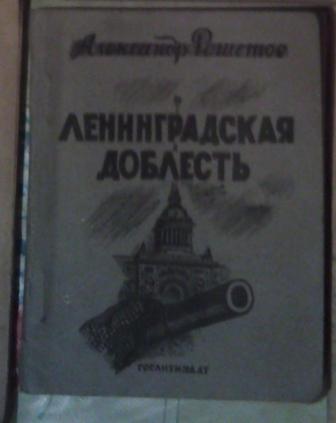 Александр Решетов
ЛЕНИНГРАДСКАЯ
ДОБЛЕСТЬ
ГОСЛИТИЗДАТ